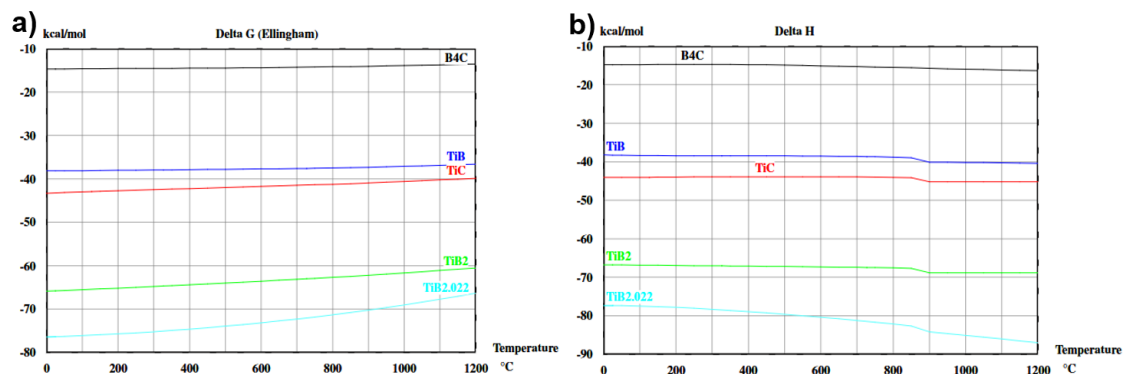 a)
kcal/mol Delta G (Ellingham)
-10
B4C
-20
-30
TiB
-40
TiC
-50
-60
TiB2
TiB2.022
-70
-80
Temperature
0 200 400 600 800 1000 1200
°C
b)
kcal/mol Delta H
-10
B4C
-20
-30
TiB
-40
TiC
-50
-60
TiB2
-70
TiB2.022
-80
-90
Temperature
0 200 400 600 800 1000 1200
°C